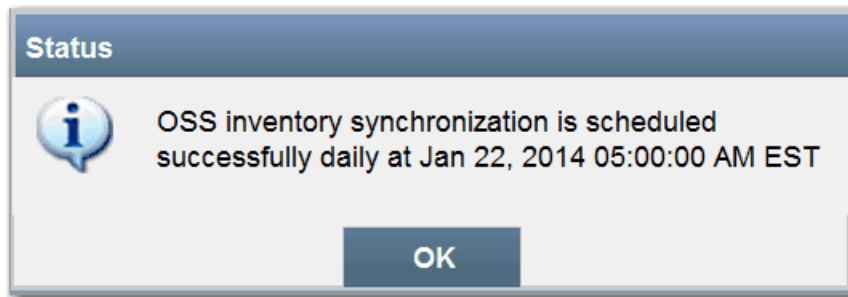 Status
OSS inventory synchronization is scheduled
successfully daily at Jan 22, 2014 05:00:00 AM EST
OK